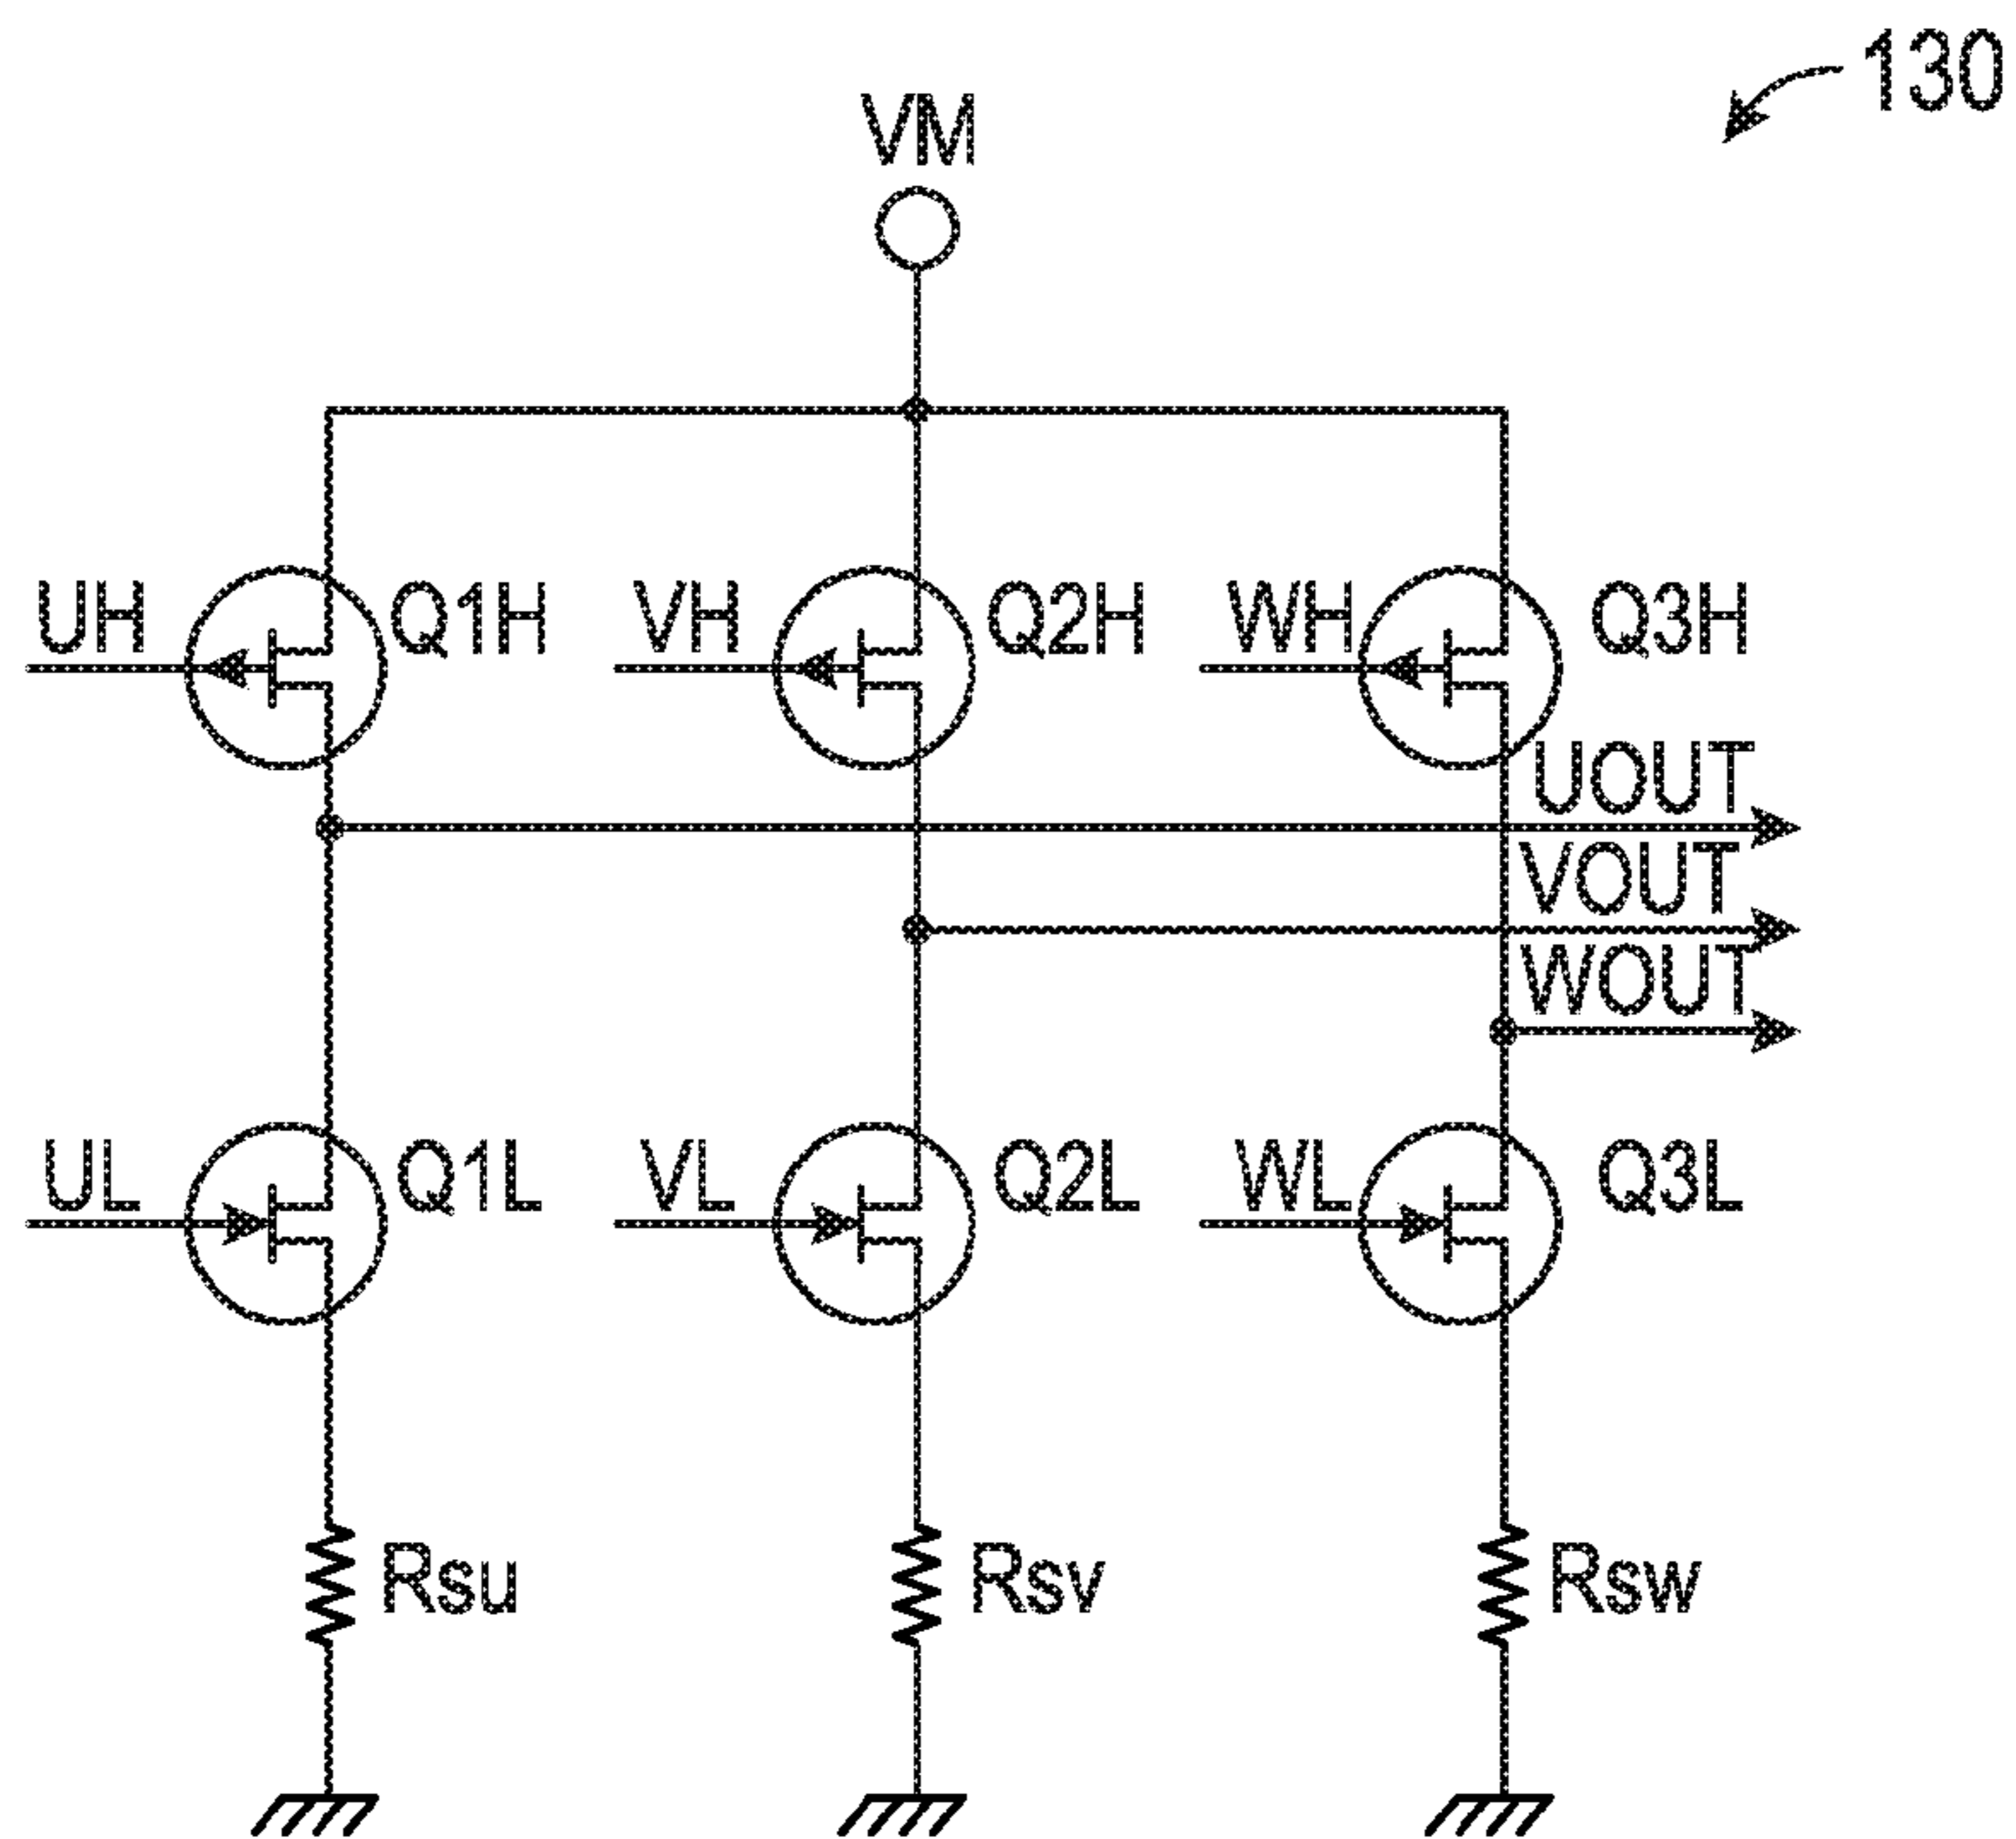 130
VM
UH Q1H VH Q2H WH Q3H
UOUT
VOUT
WOUT
UL Q1L VL Q2L WL Q3L
Rsu Rsv Rsw